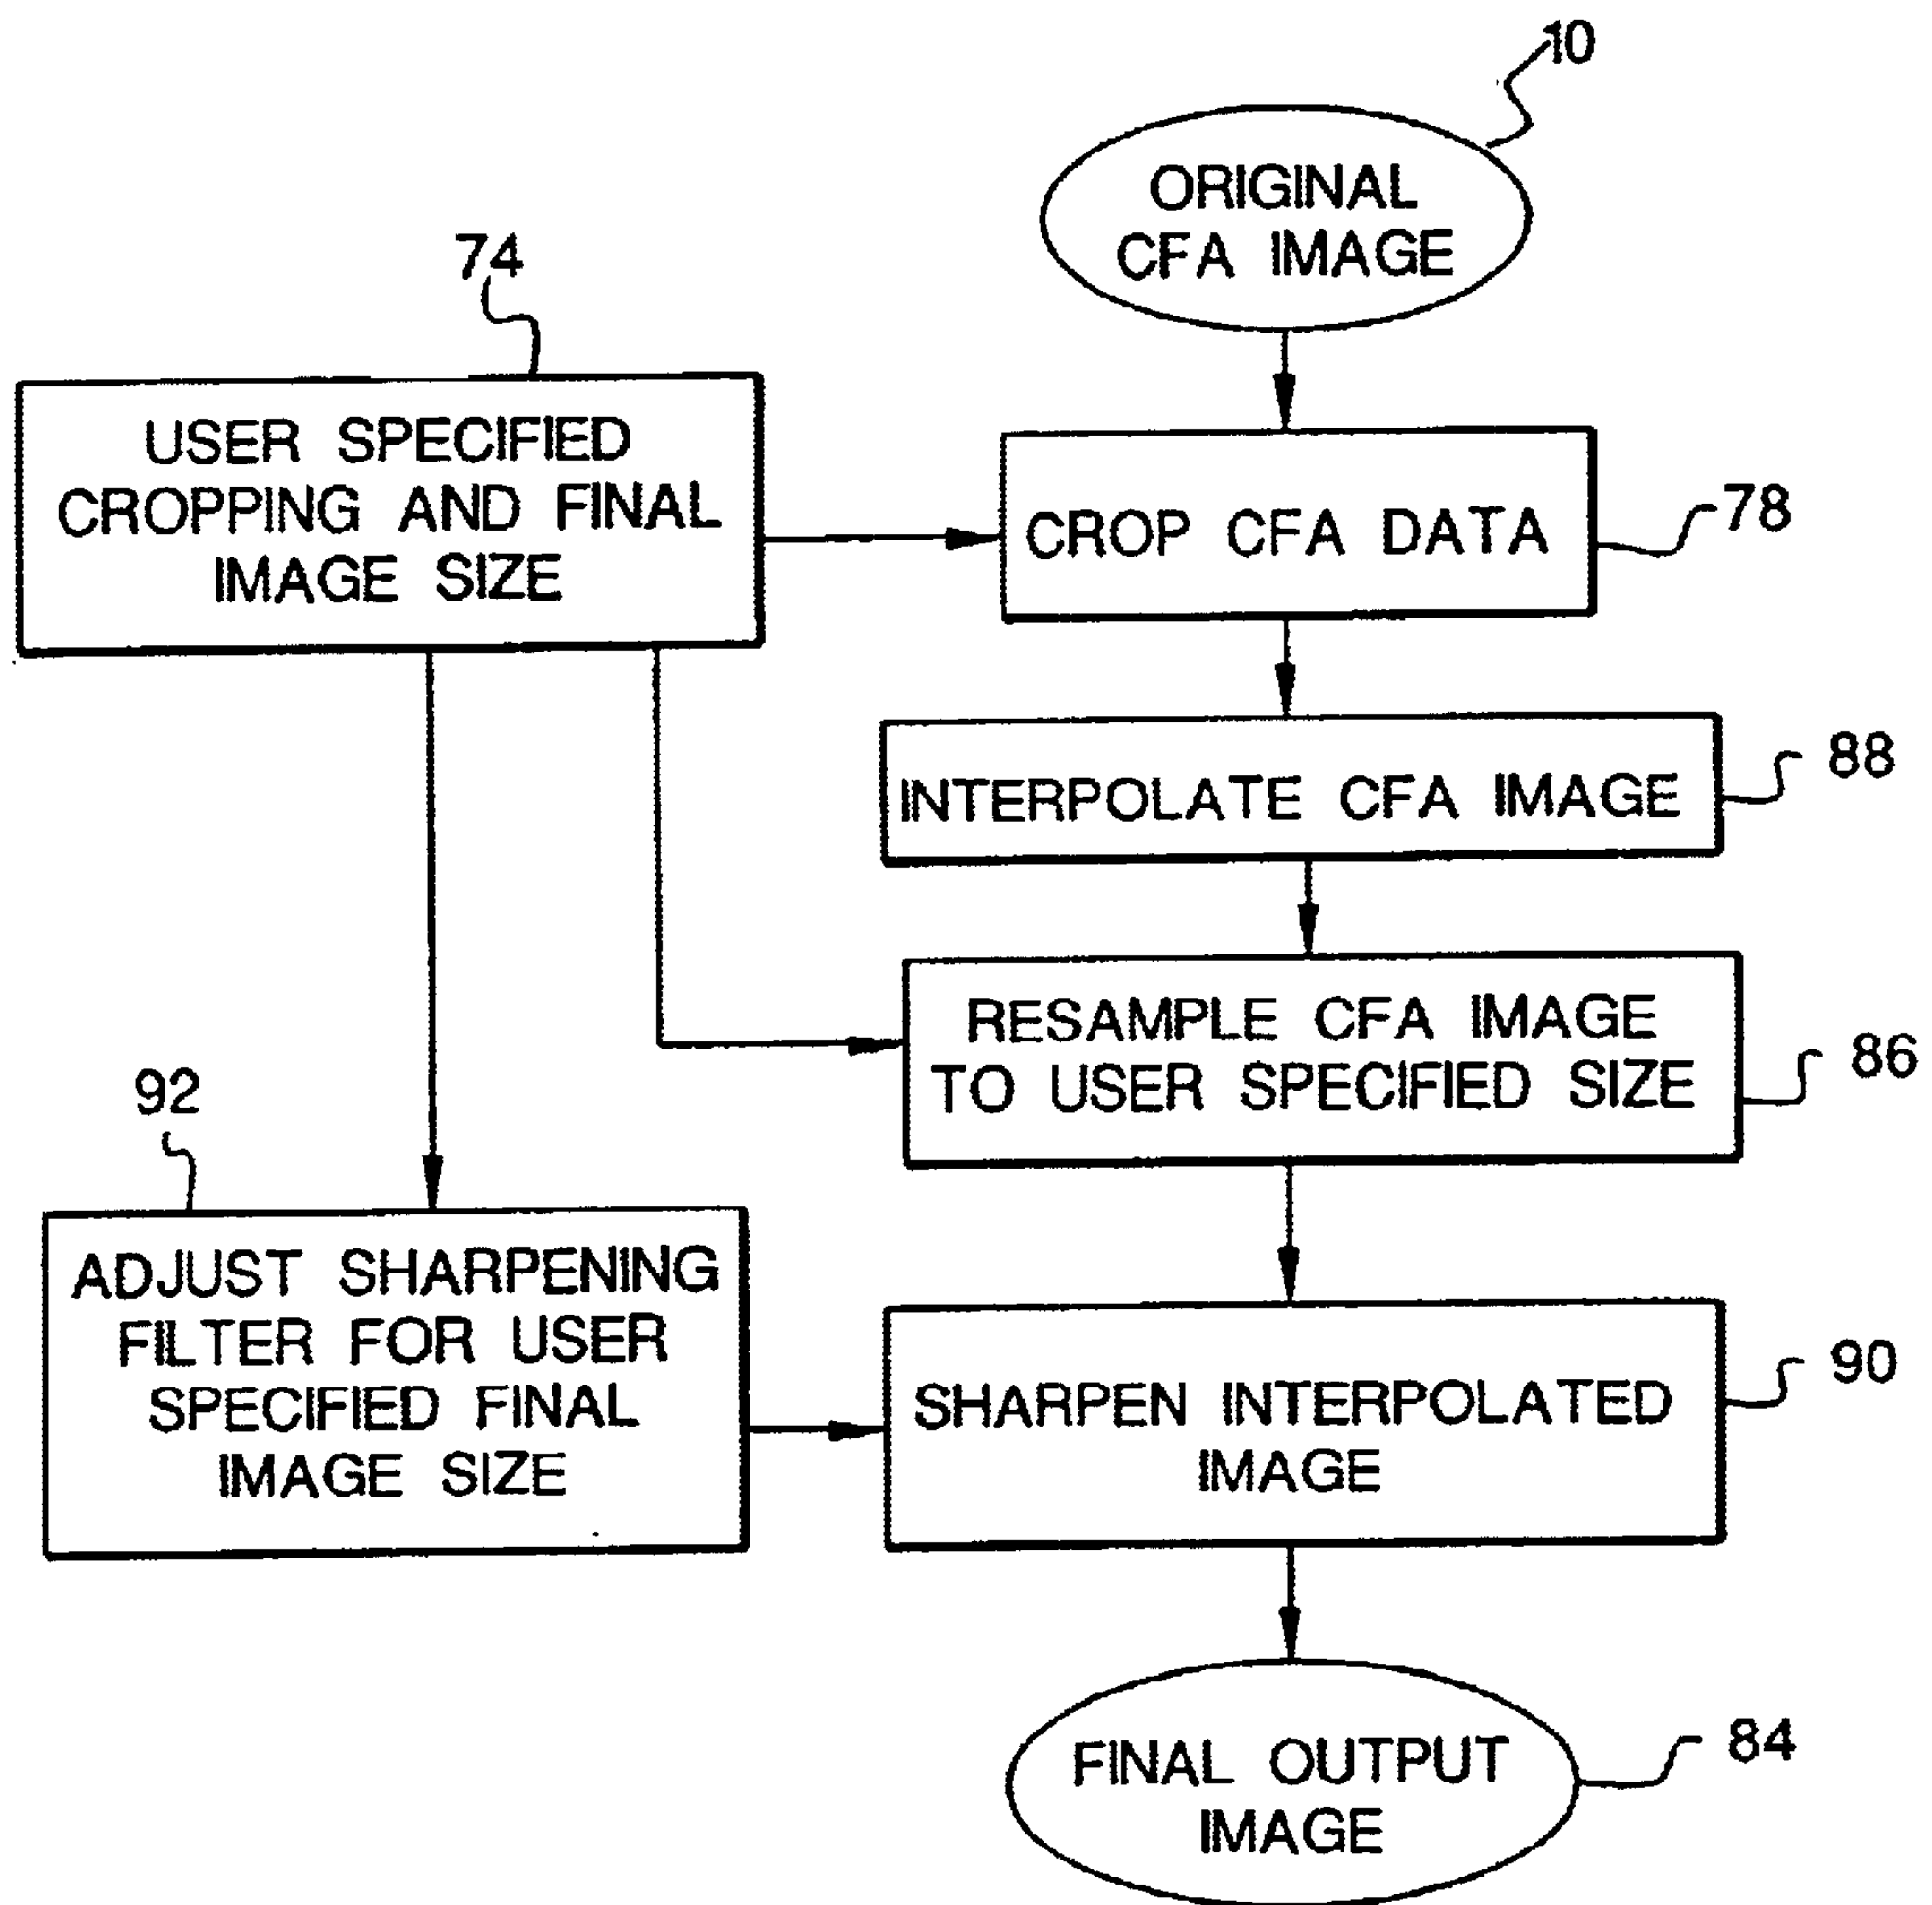 10
ORIGINAL
CFA IMAGE
74
USER SPECIFIED
CROPPING AND FINAL
IMAGE SIZE
CROP CFA DATA
78
INTERPOLATE CFA IMAGE
88
RESAMPLE CFA IMAGE
TO USER SPECIFIED SIZE
86
92
ADJUST SHARPENING
FILTER FOR USER
SPECIFIED FINAL
IMAGE SIZE
SHARPEN INTERPOLATED
IMAGE
90
FINAL OUTPUT
IMAGE
84